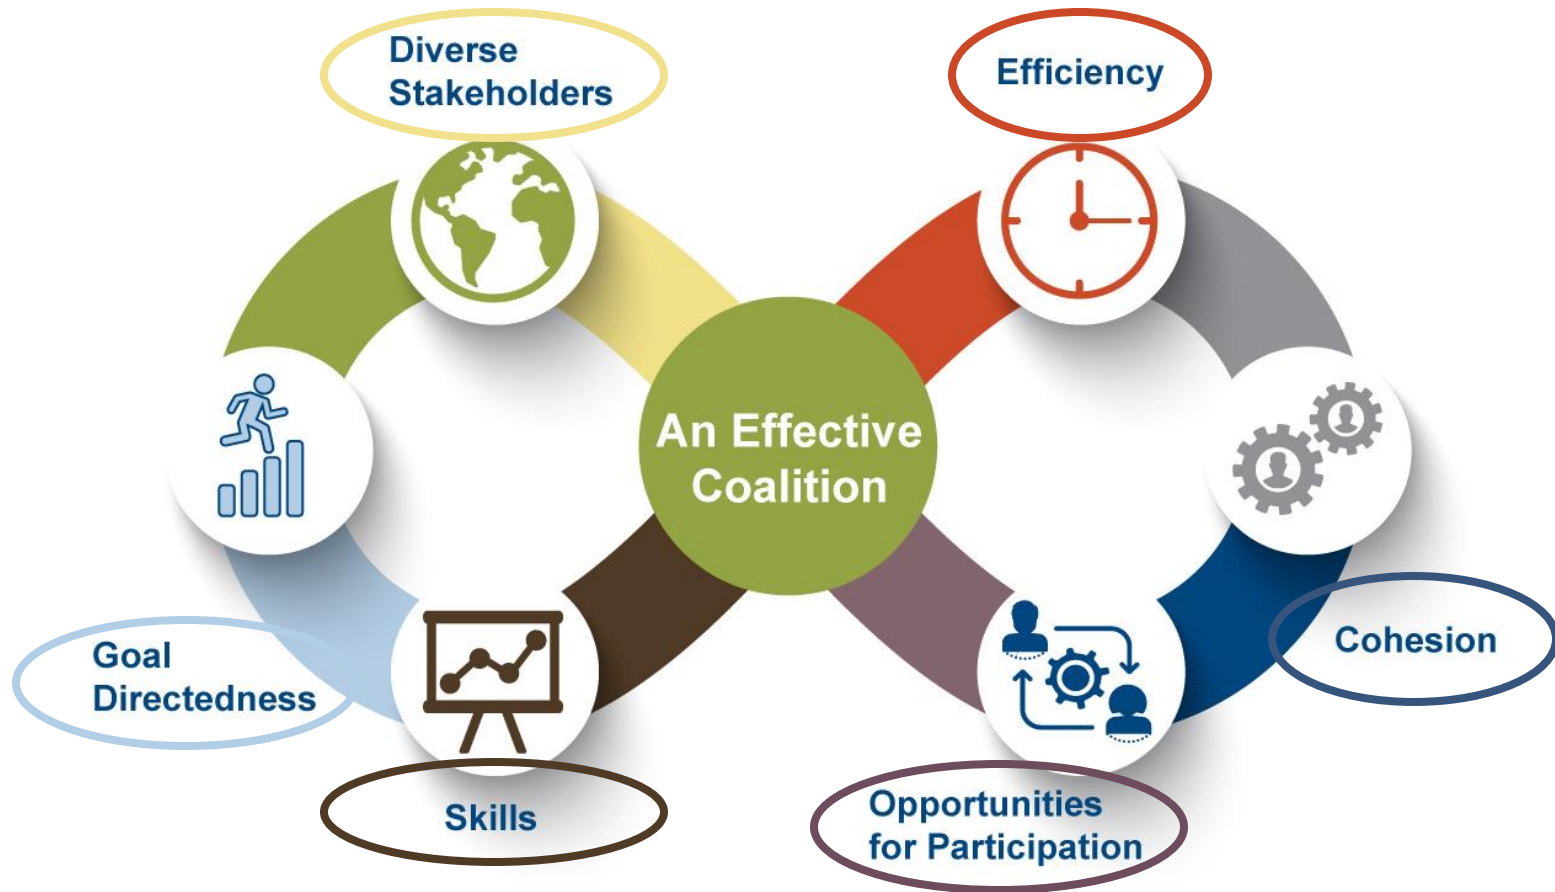 Diverse
Stakeholders
Efficiency
An Effective
Coalition
Goal
Directedness
Cohesion
Skills
Opportunities
for Participation